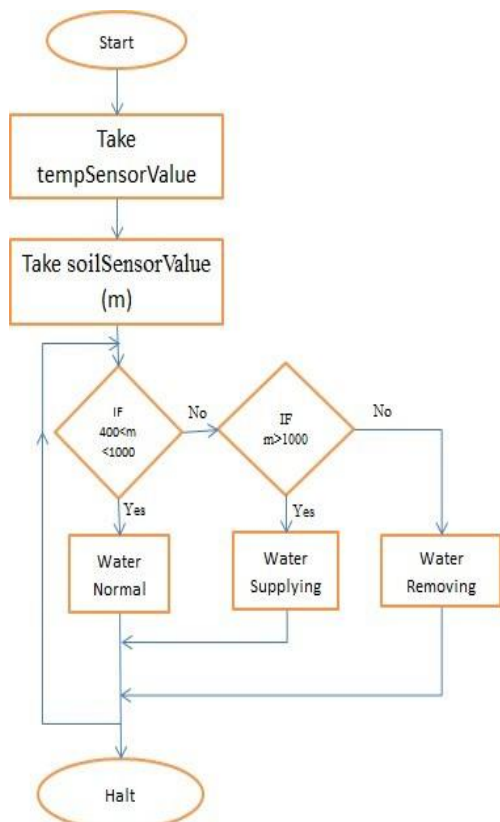 Start
Take
tempSensorValue
Take soilSensorValue
(m)
IF
400<m
<1000
No
IF
m>1000
No
Yes
Yes
Water
Normal
Water
Supplying
Water
Removing
Halt